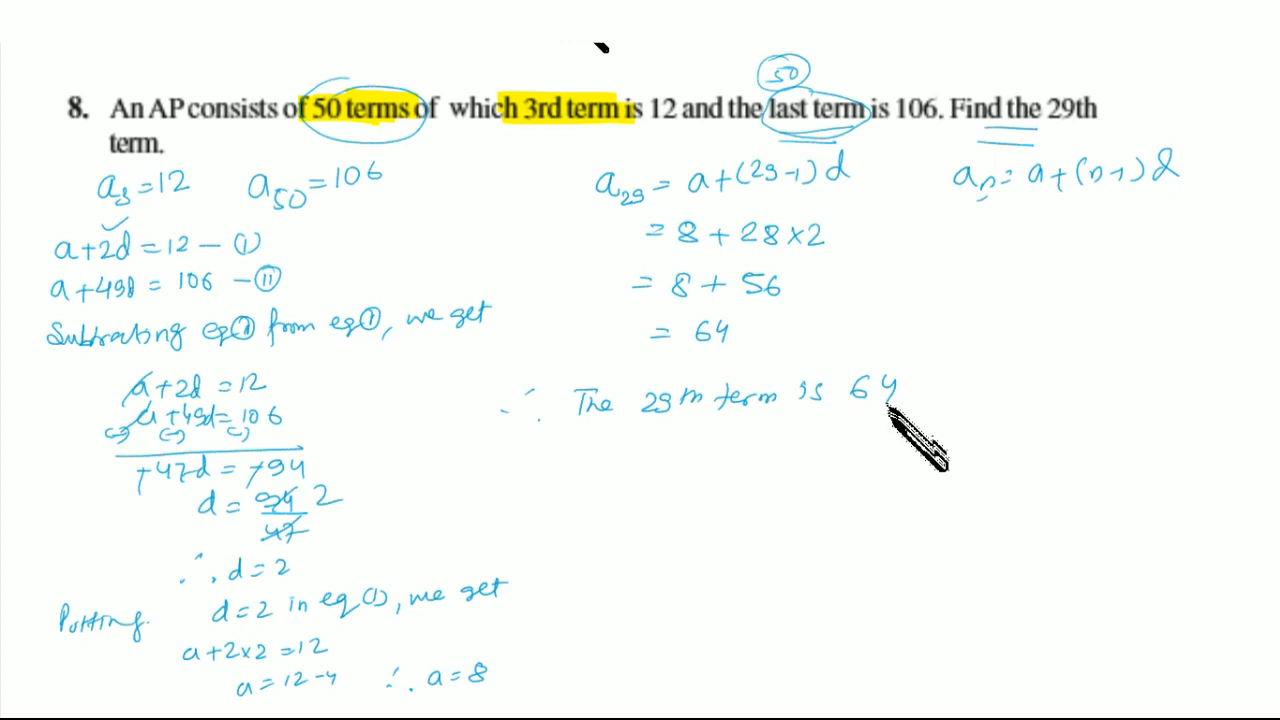 50
8. An AP consists of 50 terms of which 3rd term is 12 and the last term is 106. Find the 29th
term.
a₃ = 12 a₅₀ = 106
a + 2d = 12 — (I)
a + 49d = 106 — (II)
Subtracting eq(II) from eq(I), we get
a + 2d = 12
a + 49d = 106
(-) (-) (-)
+47d = +94
d = 94/47 2
∴ d = 2
Putting d = 2 in eq(I), we get
a + 2×2 = 12
a = 12 - 4 ∴ a = 8
a₂₉ = a + (29-1) d
= 8 + 28×2
= 8 + 56
= 64
∴ The 29th term is 64
aₙ = a + (n-1) d